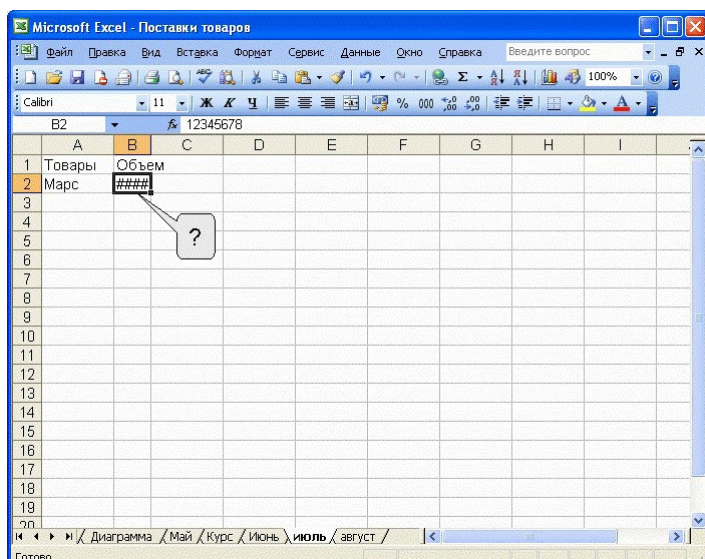 Microsoft Excel - Поставки товаров
Файл Правка Вид Вставка Формат Сервис Данные Окно Справка Введите вопрос
100%
Calibri 11 Ж К Ч % 000
B2 fx 12345678
A B C D E F G H I
1 Товары Объем
2 Марс ####
3
4
?
5
6
7
8
9
10
11
12
13
14
15
16
17
18
19
20
Диаграмма Май Курс Июнь июль август
Готово